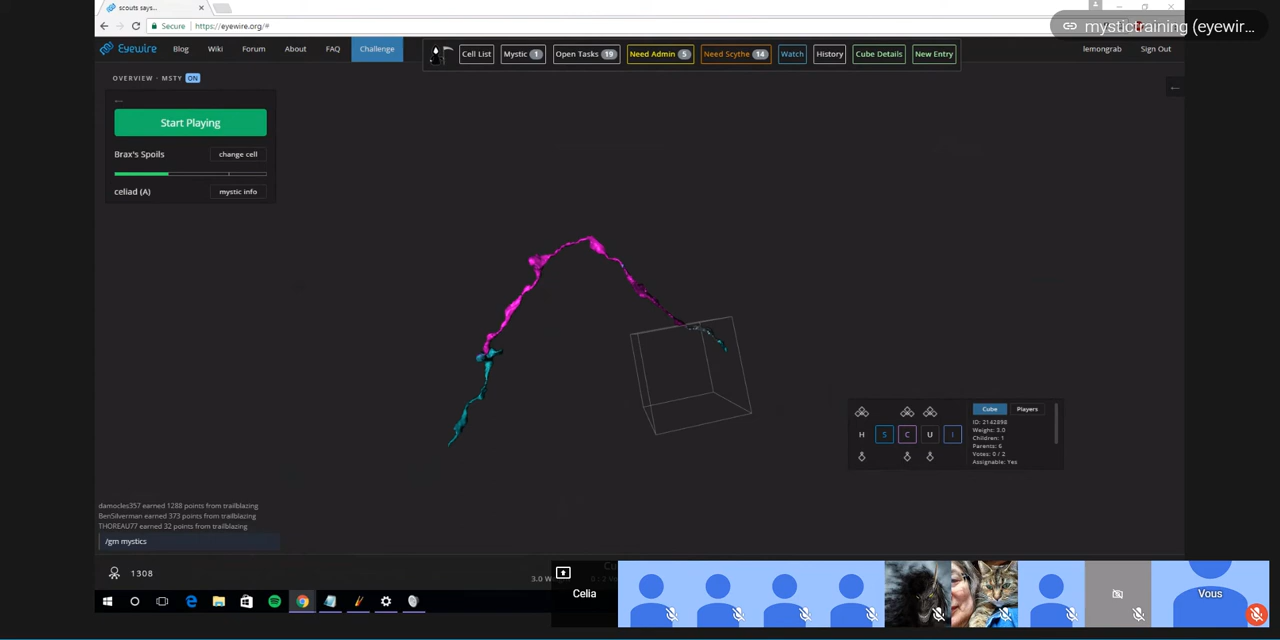 scouts says...
Secure https://eyewire.org/#
mystictraining (eyewir...
Eyewire Blog Wiki Forum About FAQ Challenge
Cell List Mystic 1 Open Tasks 19 Need Admin 5 Need Scythe 14 Watch History Cube Details New Entry
lemongrab Sign Out
OVERVIEW - MSTY ON
Start Playing
Brax's Spoils change cell
celiad (A) mystic info
H S C U I
Cube Players
ID: 2142898
Weight: 3.0
Children: 1
Parents: 6
Votes: 0 / 2
Assignable: Yes
damocles357 earned 1288 points from trailblazing
BenSilverman earned 373 points from trailblazing
THOREAU77 earned 32 points from trailblazing
/gm mystics
1308
Celia
Vous